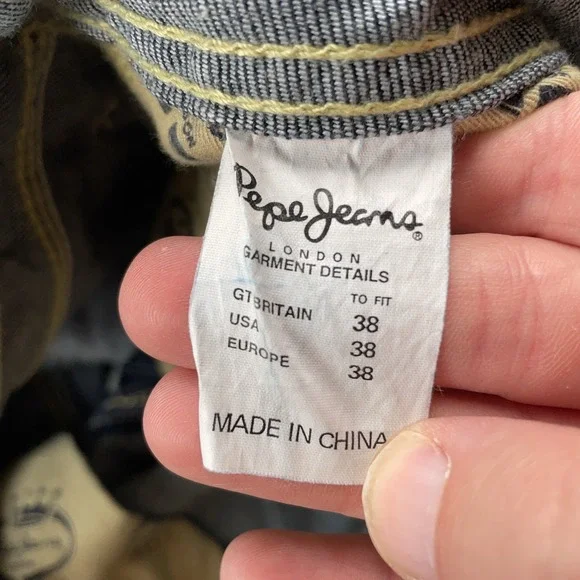 Pepe Jeans®
LONDON
GARMENT DETAILS
TO FIT
GT BRITAIN 38
USA 38
EUROPE 38
MADE IN CHINA